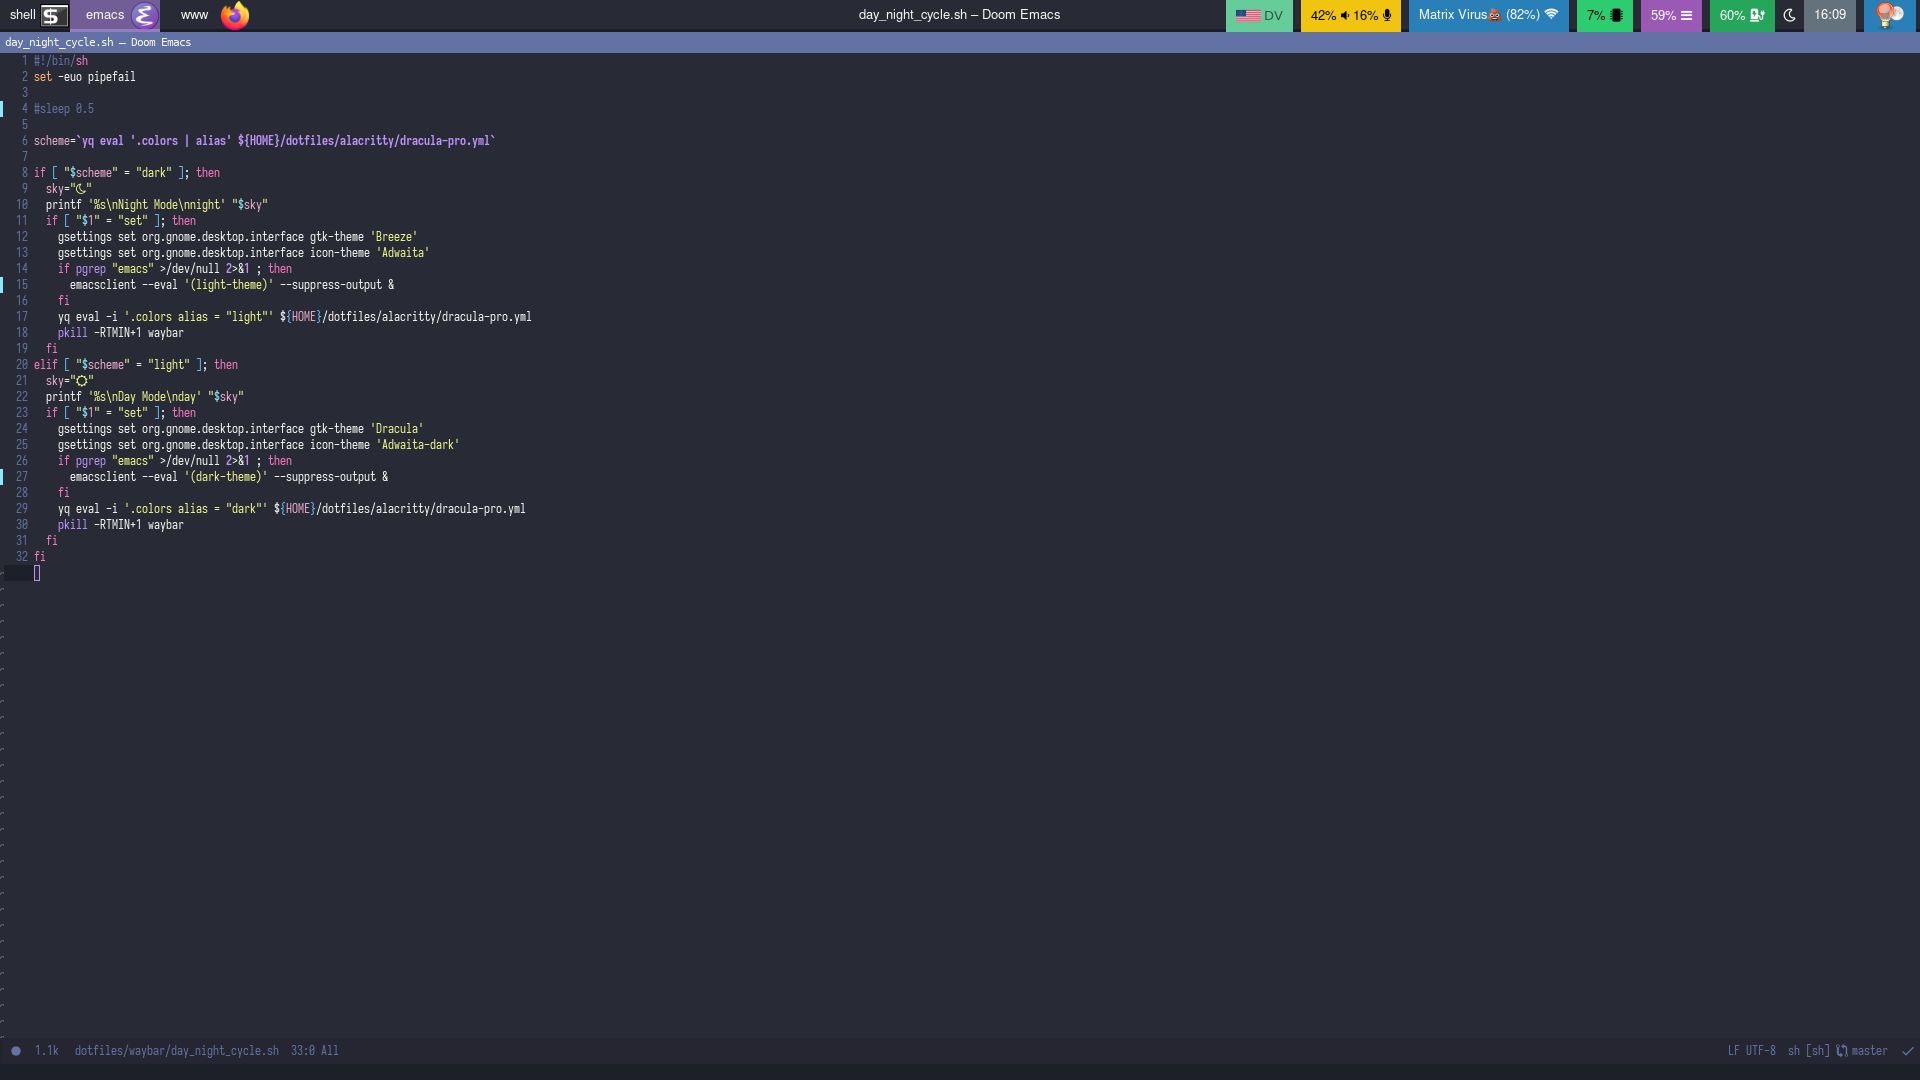 shell emacs www day_night_cycle.sh – Doom Emacs DV 42% 16% Matrix Virus💩 (82%) 7% 59% 60% 16:09
day_night_cycle.sh – Doom Emacs
1 #!/bin/sh
2 set -euo pipefail
3
4 #sleep 0.5
5
6 scheme=`yq eval '.colors | alias' ${HOME}/dotfiles/alacritty/dracula-pro.yml`
7
8 if [ "$scheme" = "dark" ]; then
9   sky="☾"
10   printf '%s\nNight Mode\nnight' "$sky"
11   if [ "$1" = "set" ]; then
12     gsettings set org.gnome.desktop.interface gtk-theme 'Breeze'
13     gsettings set org.gnome.desktop.interface icon-theme 'Adwaita'
14     if pgrep "emacs" >/dev/null 2>&1 ; then
15       emacsclient --eval '(light-theme)' --suppress-output &
16     fi
17     yq eval -i '.colors alias = "light"' ${HOME}/dotfiles/alacritty/dracula-pro.yml
18     pkill -RTMIN+1 waybar
19   fi
20 elif [ "$scheme" = "light" ]; then
21   sky="☼"
22   printf '%s\nDay Mode\nday' "$sky"
23   if [ "$1" = "set" ]; then
24     gsettings set org.gnome.desktop.interface gtk-theme 'Dracula'
25     gsettings set org.gnome.desktop.interface icon-theme 'Adwaita-dark'
26     if pgrep "emacs" >/dev/null 2>&1 ; then
27       emacsclient --eval '(dark-theme)' --suppress-output &
28     fi
29     yq eval -i '.colors alias = "dark"' ${HOME}/dotfiles/alacritty/dracula-pro.yml
30     pkill -RTMIN+1 waybar
31   fi
32 fi
1.1k dotfiles/waybar/day_night_cycle.sh 33:0 All LF UTF-8 sh [sh] master